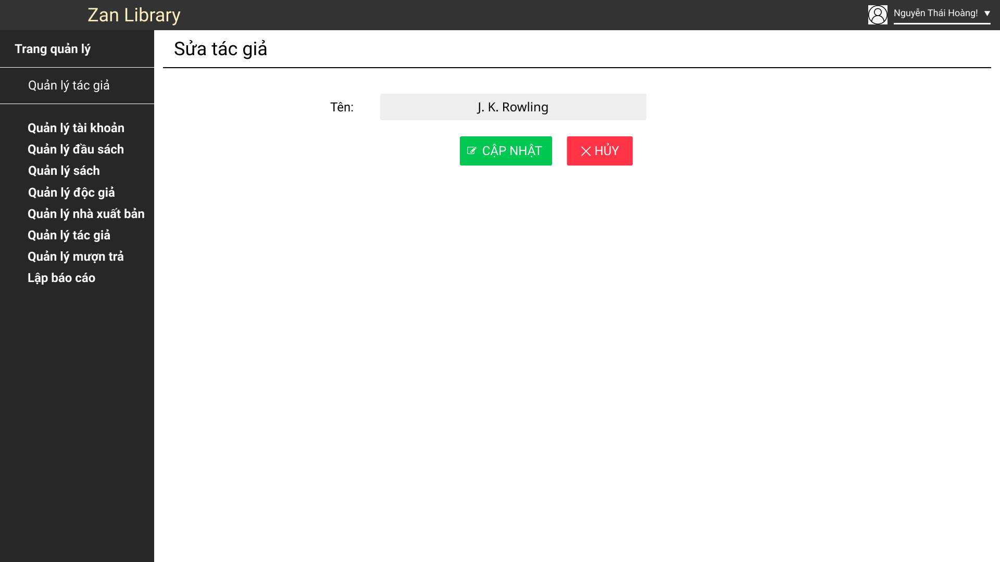 Zan Library
Nguyễn Thái Hoàng! ▼
Trang quản lý
Quản lý tác giả
Quản lý tài khoản
Quản lý đầu sách
Quản lý sách
Quản lý độc giả
Quản lý nhà xuất bản
Quản lý tác giả
Quản lý mượn trả
Lập báo cáo
Sửa tác giả
Tên:
J. K. Rowling
CẬP NHẬT
HỦY